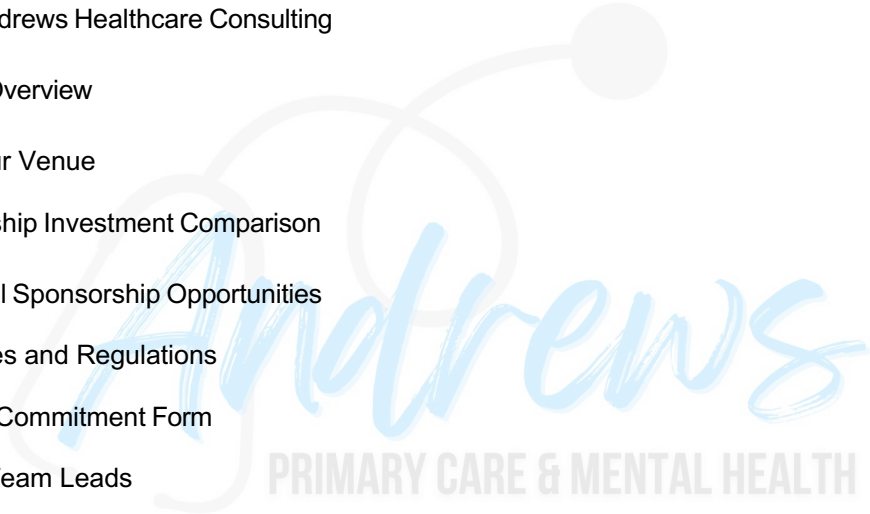 drews Healthcare Consulting
Overview
ur Venue
ship Investment Comparison
l Sponsorship Opportunities
es and Regulations
Commitment Form
Team Leads
Andrews
PRIMARY CARE & MENTAL HEALTH